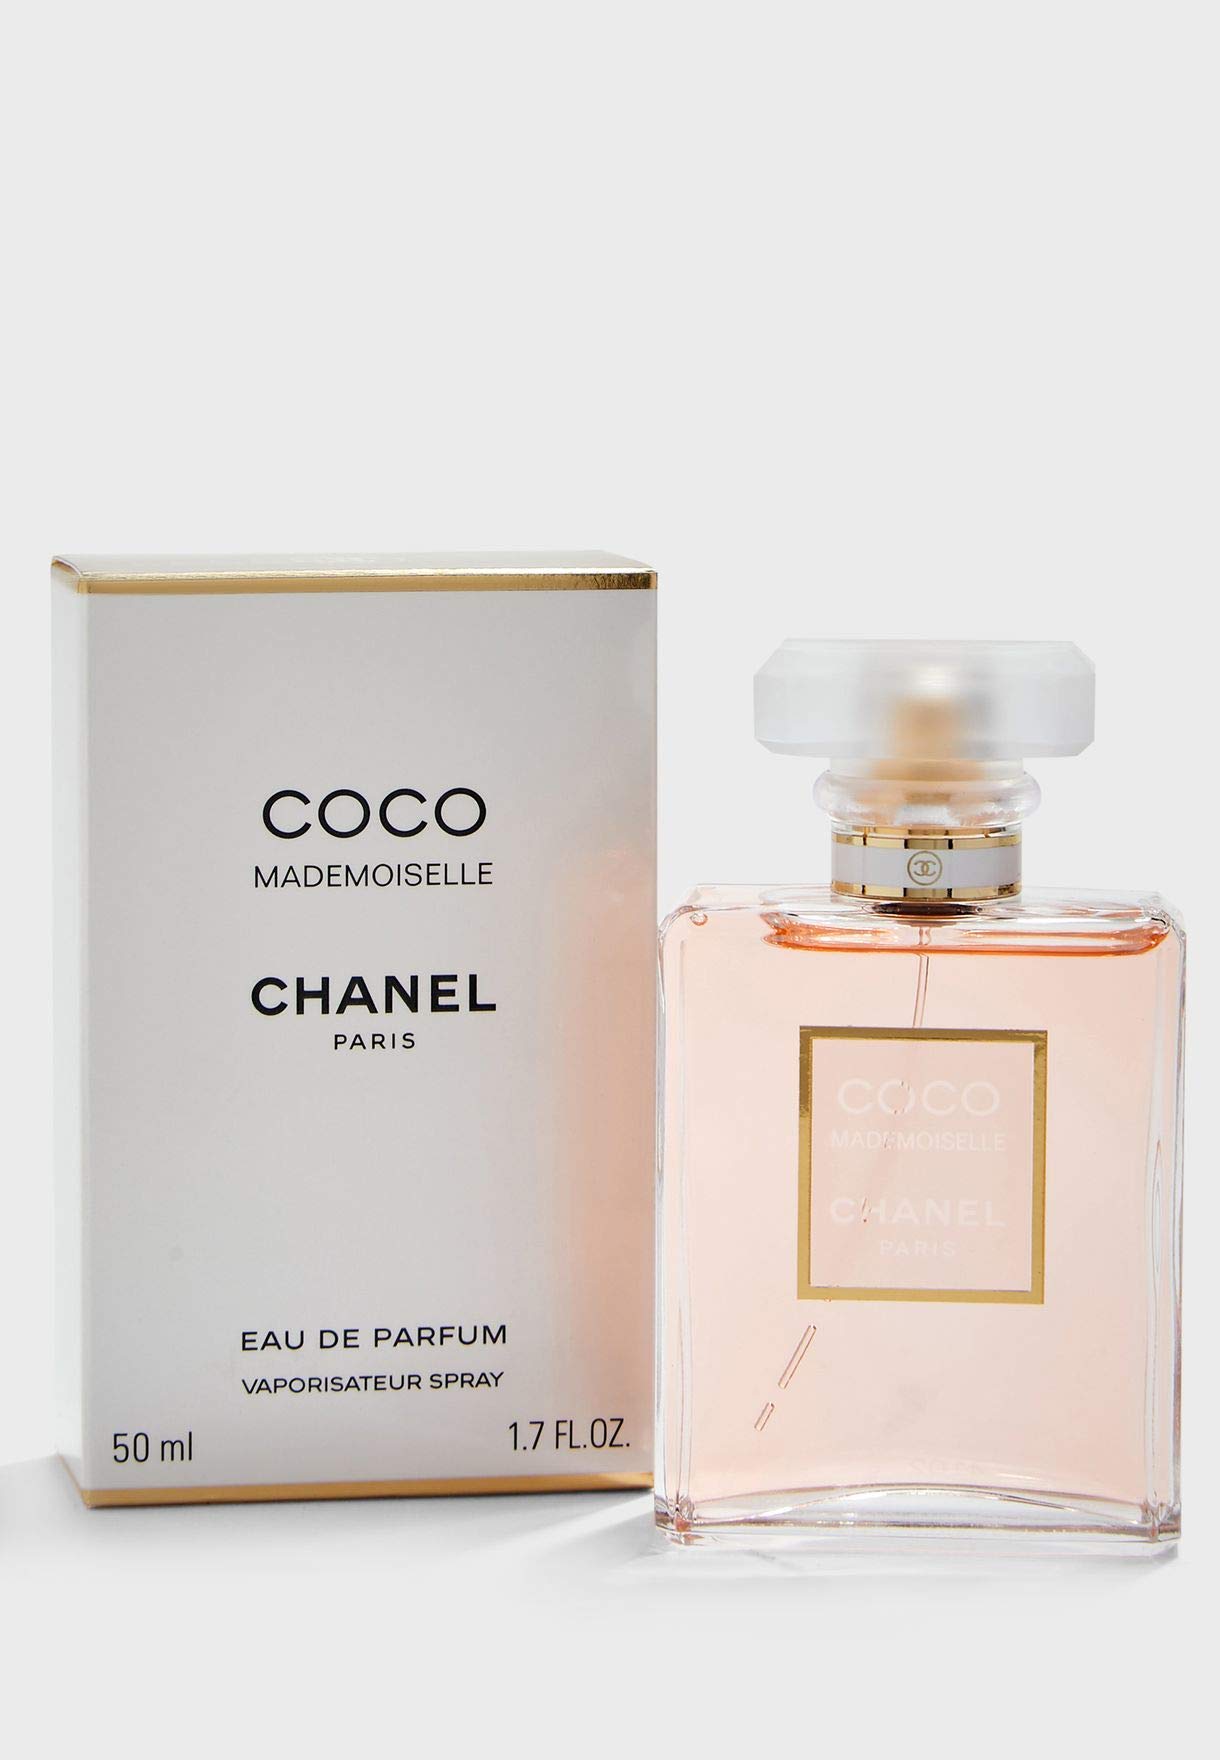 COCO
MADEMOISELLE
CHANEL
PARIS
EAU DE PARFUM
VAPORISATEUR SPRAY
50 ml 1.7 FL.OZ.
COCO
MADEMOISELLE
CHANEL
PARIS